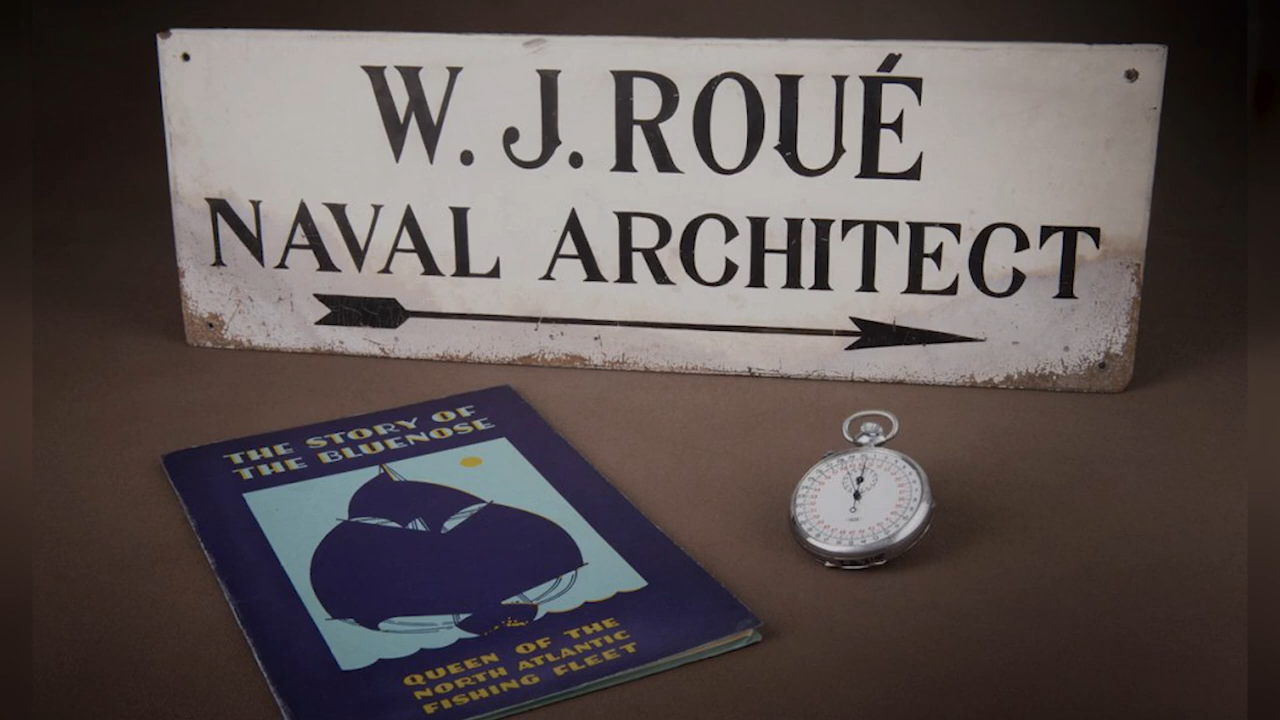 W. J. ROUÉ
NAVAL ARCHITECT
THE STORY OF
THE BLUENOSE
QUEEN OF THE
NORTH ATLANTIC
FISHING FLEET